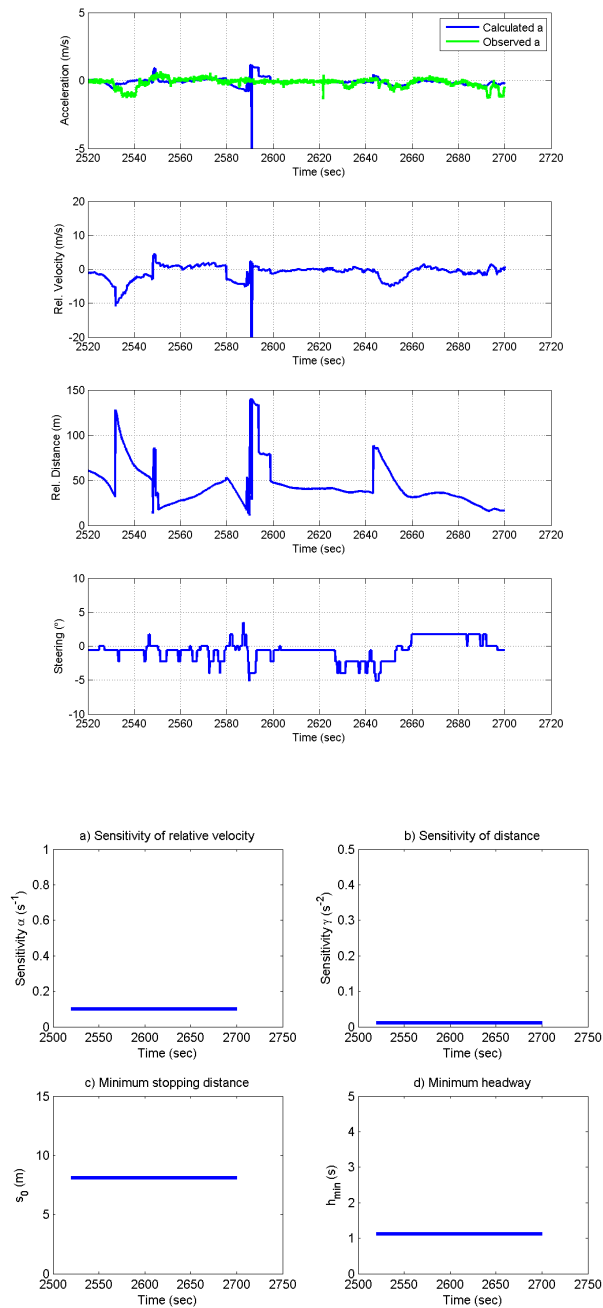 5
0
-5
Acceleration (m/s)
Calculated a
Observed a
2520 2540 2560 2580 2600 2620 2640 2660 2680 2700 2720
Time (sec)
20
10
0
-10
-20
Rel. Velocity (m/s)
2520 2540 2560 2580 2600 2620 2640 2660 2680 2700 2720
Time (sec)
150
100
50
0
Rel. Distance (m)
2520 2540 2560 2580 2600 2620 2640 2660 2680 2700 2720
Time (sec)
10
5
0
-5
-10
Steering (°)
2520 2540 2560 2580 2600 2620 2640 2660 2680 2700 2720
Time (sec)
a) Sensitivity of relative velocity
1
0.8
0.6
0.4
0.2
0
Sensitivity α (s⁻¹)
2500 2550 2600 2650 2700 2750
Time (sec)
b) Sensitivity of distance
0.5
0.4
0.3
0.2
0.1
0
Sensitivity γ (s⁻²)
2500 2550 2600 2650 2700 2750
Time (sec)
c) Minimum stopping distance
15
10
5
0
s₀ (m)
2500 2550 2600 2650 2700 2750
Time (sec)
d) Minimum headway
5
4
3
2
1
0
h_min (s)
2500 2550 2600 2650 2700 2750
Time (sec)